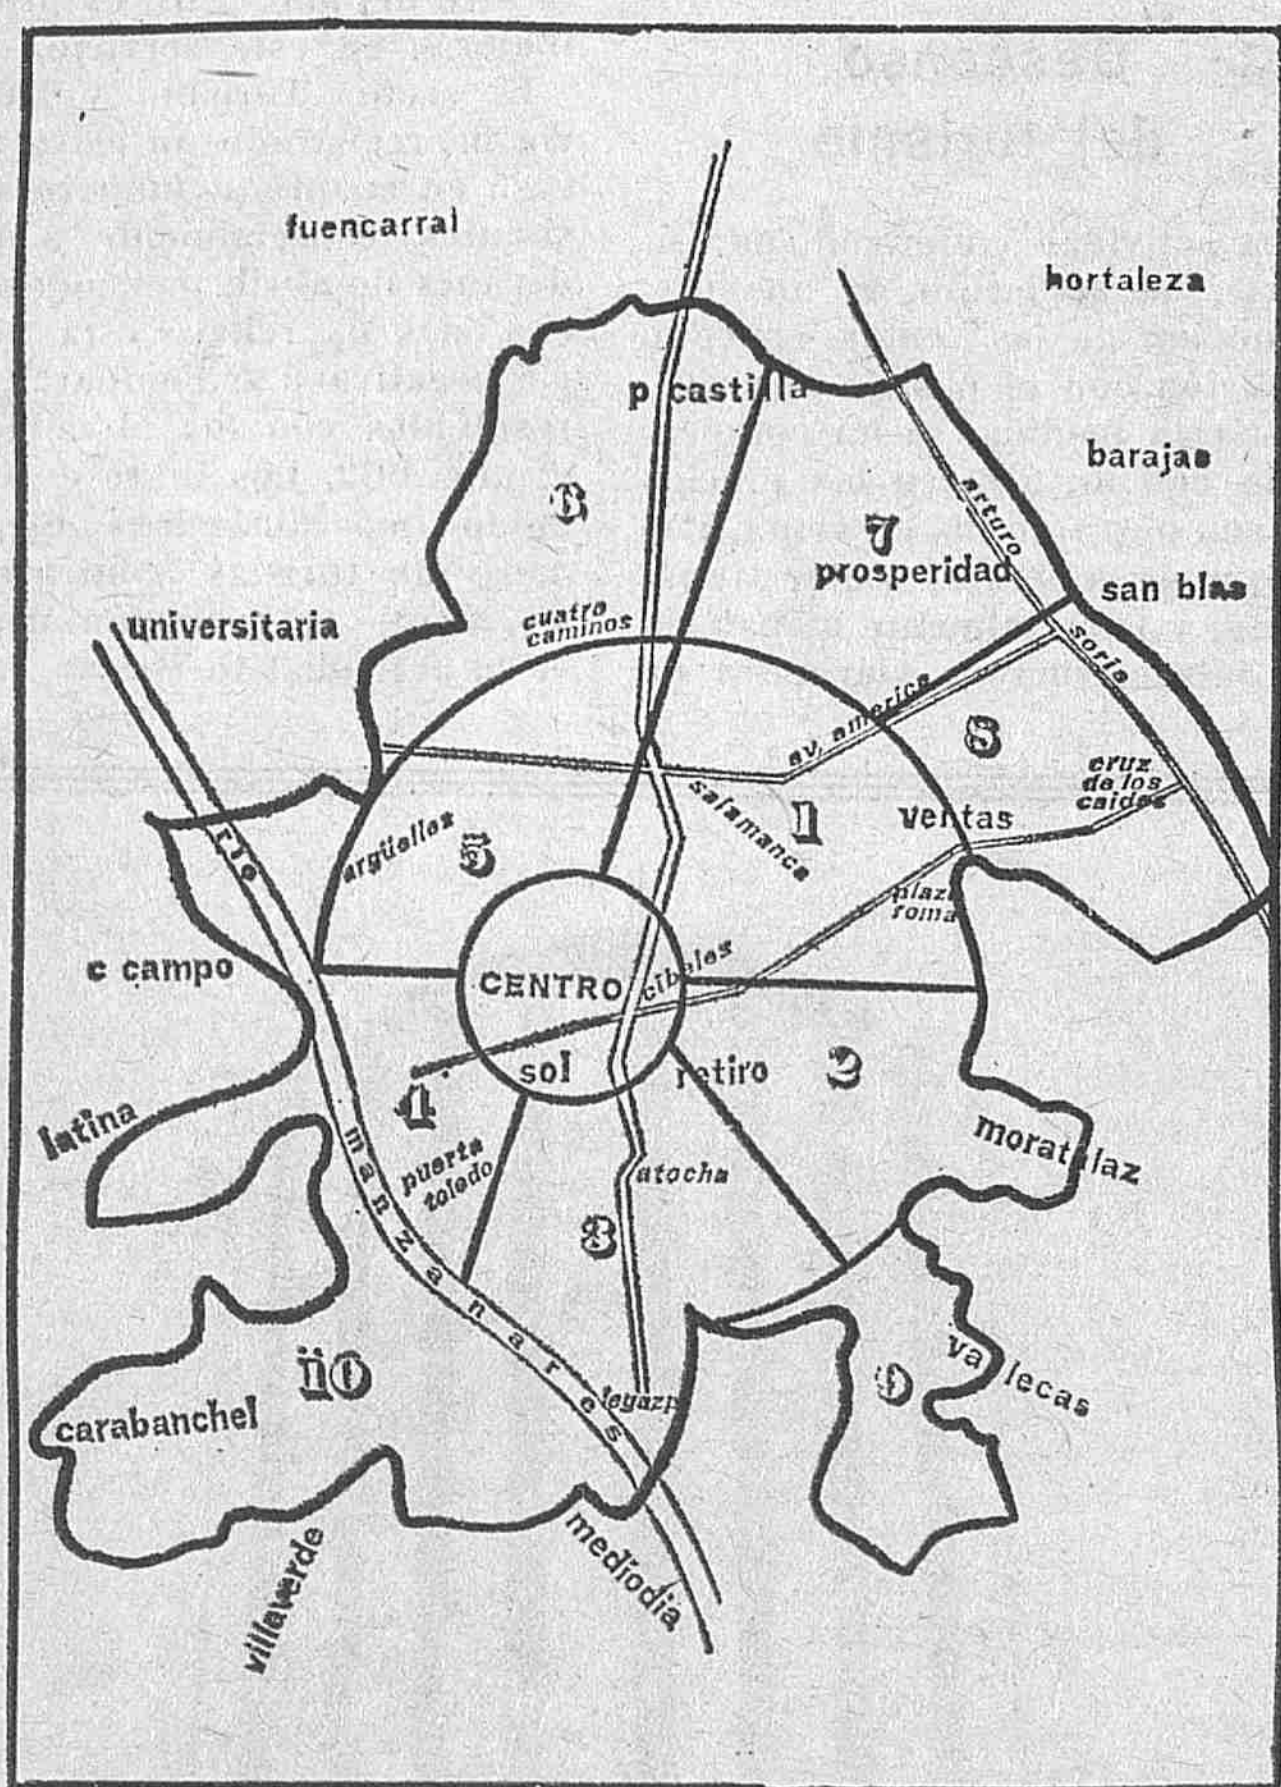 fuencarral
hortaleza
p castilla
barajas
6
7
arturo
prosperidad
san blas
cuatro
caminos
universitaria
soria
av. america
8
cruz
de los
caidos
salamanca
1
ventas
rio
argüelles
5
plaza
roma
c campo
CENTRO
cibeles
sol
retiro
2
4
latina
moratalaz
puerta
toledo
atocha
manzanares
3
10
vallecas
9
carabanchel
legazpi
villaverde
mediodia